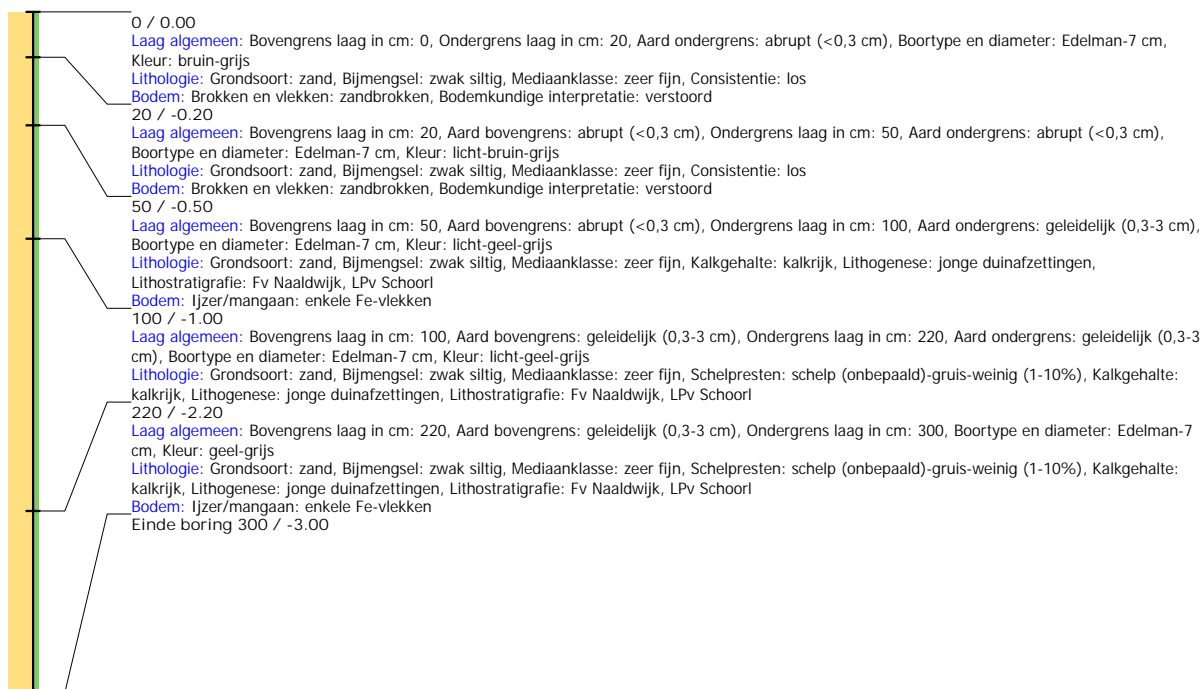 0 / 0.00
Laag algemeen: Bovengrens laag in cm: 0, Ondergrens laag in cm: 20, Aard ondergrens: abrupt (<0,3 cm), Boortype en diameter: Edelman-7 cm,
Kleur: bruin-grijs
Lithologie: Grondsoort: zand, Bijmengsel: zwak siltig, Mediaanklasse: zeer fijn, Consistentie: los
Bodem: Brokken en vlekken: zandbrokken, Bodemkundige interpretatie: verstoord
20 / -0.20
Laag algemeen: Bovengrens laag in cm: 20, Aard bovengrens: abrupt (<0,3 cm), Ondergrens laag in cm: 50, Aard ondergrens: abrupt (<0,3 cm),
Boortype en diameter: Edelman-7 cm, Kleur: licht-bruin-grijs
Lithologie: Grondsoort: zand, Bijmengsel: zwak siltig, Mediaanklasse: zeer fijn, Consistentie: los
Bodem: Brokken en vlekken: zandbrokken, Bodemkundige interpretatie: verstoord
50 / -0.50
Laag algemeen: Bovengrens laag in cm: 50, Aard bovengrens: abrupt (<0,3 cm), Ondergrens laag in cm: 100, Aard ondergrens: geleidelijk (0,3-3 cm),
Boortype en diameter: Edelman-7 cm, Kleur: licht-geel-grijs
Lithologie: Grondsoort: zand, Bijmengsel: zwak siltig, Mediaanklasse: zeer fijn, Kalkgehalte: kalkrijk, Lithogenese: jonge duinafzettingen,
Lithostratigrafie: Fv Naaldwijk, LPv Schoorl
Bodem: Ijzer/mangaan: enkele Fe-vlekken
100 / -1.00
Laag algemeen: Bovengrens laag in cm: 100, Aard bovengrens: geleidelijk (0,3-3 cm), Ondergrens laag in cm: 220, Aard ondergrens: geleidelijk (0,3-3
cm), Boortype en diameter: Edelman-7 cm, Kleur: licht-geel-grijs
Lithologie: Grondsoort: zand, Bijmengsel: zwak siltig, Mediaanklasse: zeer fijn, Schelpresten: schelp (onbepaald)-gruis-weinig (1-10%), Kalkgehalte:
kalkrijk, Lithogenese: jonge duinafzettingen, Lithostratigrafie: Fv Naaldwijk, LPv Schoorl
220 / -2.20
Laag algemeen: Bovengrens laag in cm: 220, Aard bovengrens: geleidelijk (0,3-3 cm), Ondergrens laag in cm: 300, Boortype en diameter: Edelman-7
cm, Kleur: geel-grijs
Lithologie: Grondsoort: zand, Bijmengsel: zwak siltig, Mediaanklasse: zeer fijn, Schelpresten: schelp (onbepaald)-gruis-weinig (1-10%), Kalkgehalte:
kalkrijk, Lithogenese: jonge duinafzettingen, Lithostratigrafie: Fv Naaldwijk, LPv Schoorl
Bodem: Ijzer/mangaan: enkele Fe-vlekken
Einde boring 300 / -3.00